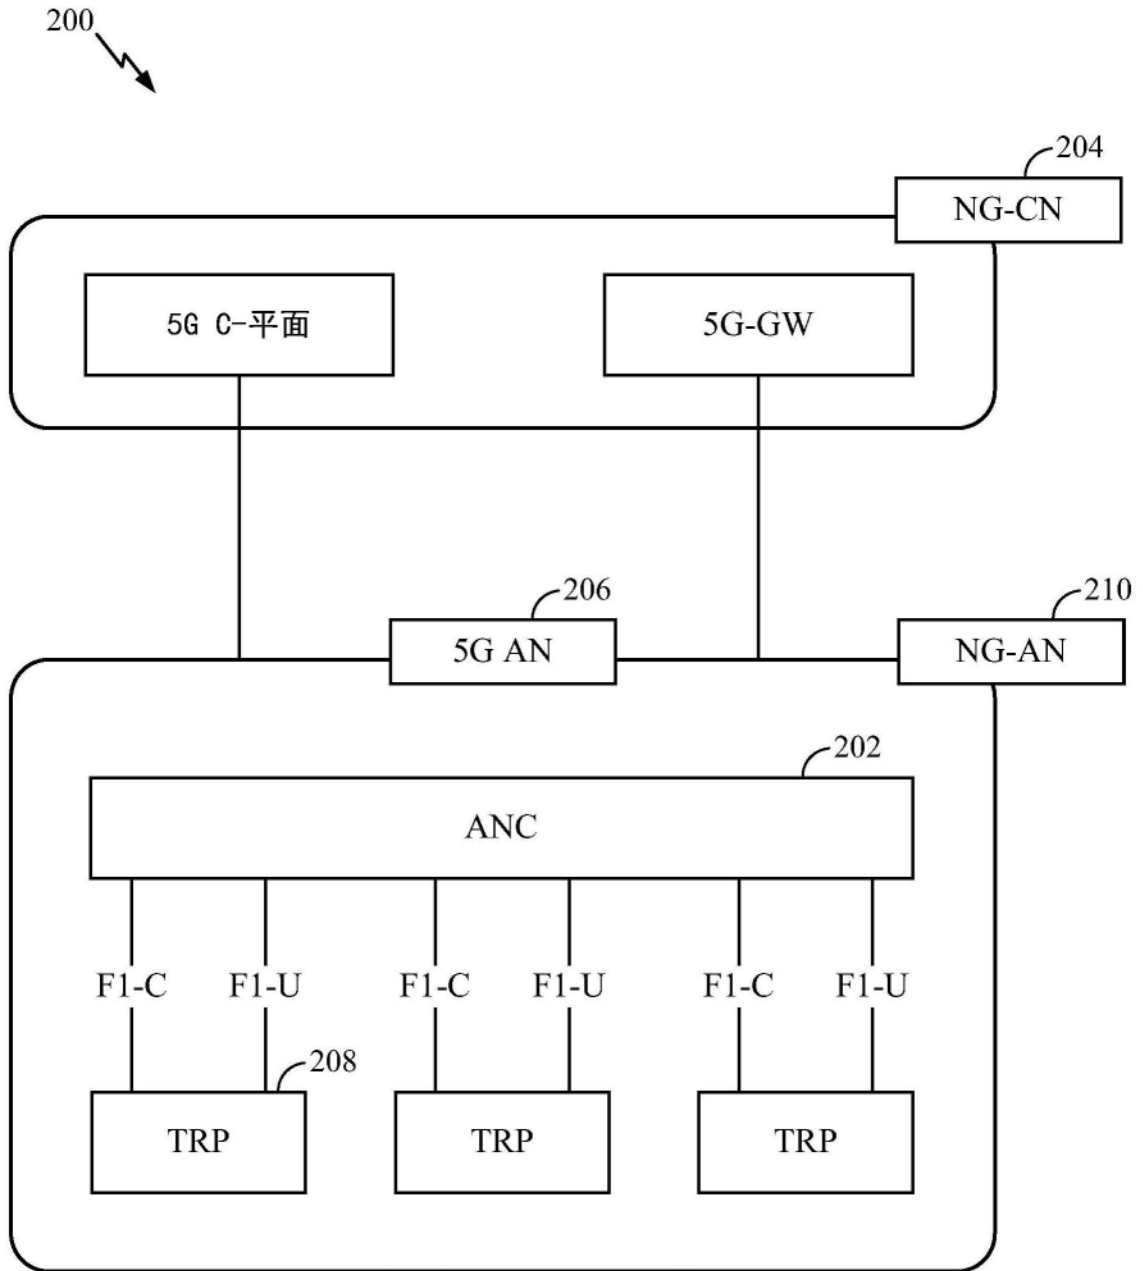 200
204
NG-CN
5G C-平面
5G-GW
206
210
5G AN
NG-AN
202
ANC
F1-C F1-U F1-C F1-U F1-C F1-U
208
TRP TRP TRP